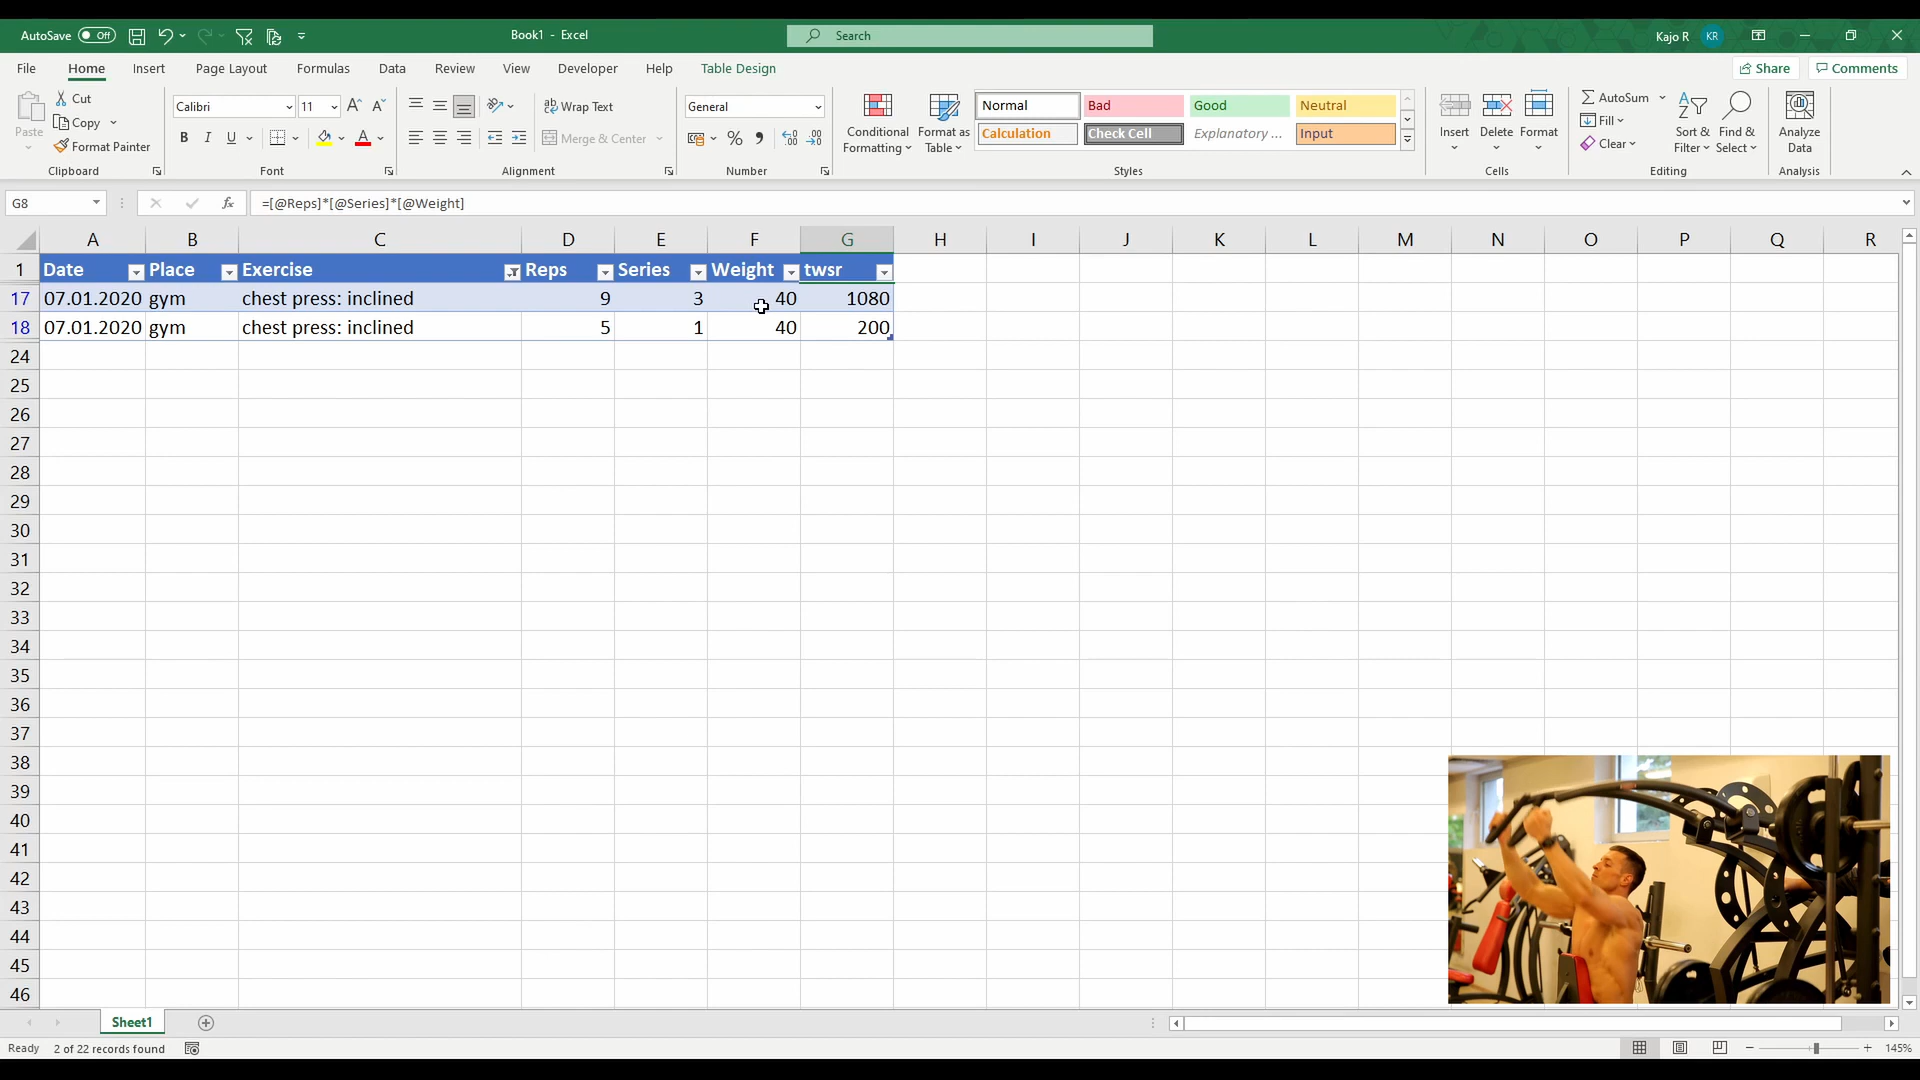 AutoSave Off Book1 - Excel Search Kajo R KR
File Home Insert Page Layout Formulas Data Review View Developer Help Table Design Share Comments
Paste Cut Copy Format Painter Clipboard
Calibri 11 Font
Wrap Text Merge & Center Alignment
General Number
Conditional Formatting Format as Table Normal Bad Good Neutral
Calculation Check Cell Explanatory ... Input Styles
Insert Delete Format Cells
AutoSum Fill Clear Sort & Filter Find & Select Editing
Analyze Data Analysis
G8 fx =[@Reps]*[@Series]*[@Weight]
A B C D E F G H I J K L M N O P Q R
1 Date Place Exercise Reps Series Weight twsr
17 07.01.2020 gym chest press: inclined 9 3 40 1080
18 07.01.2020 gym chest press: inclined 5 1 40 200
24
25
26
27
28
29
30
31
32
33
34
35
36
37
38
39
40
41
42
43
44
45
46
Sheet1
Ready 2 of 22 records found 145%